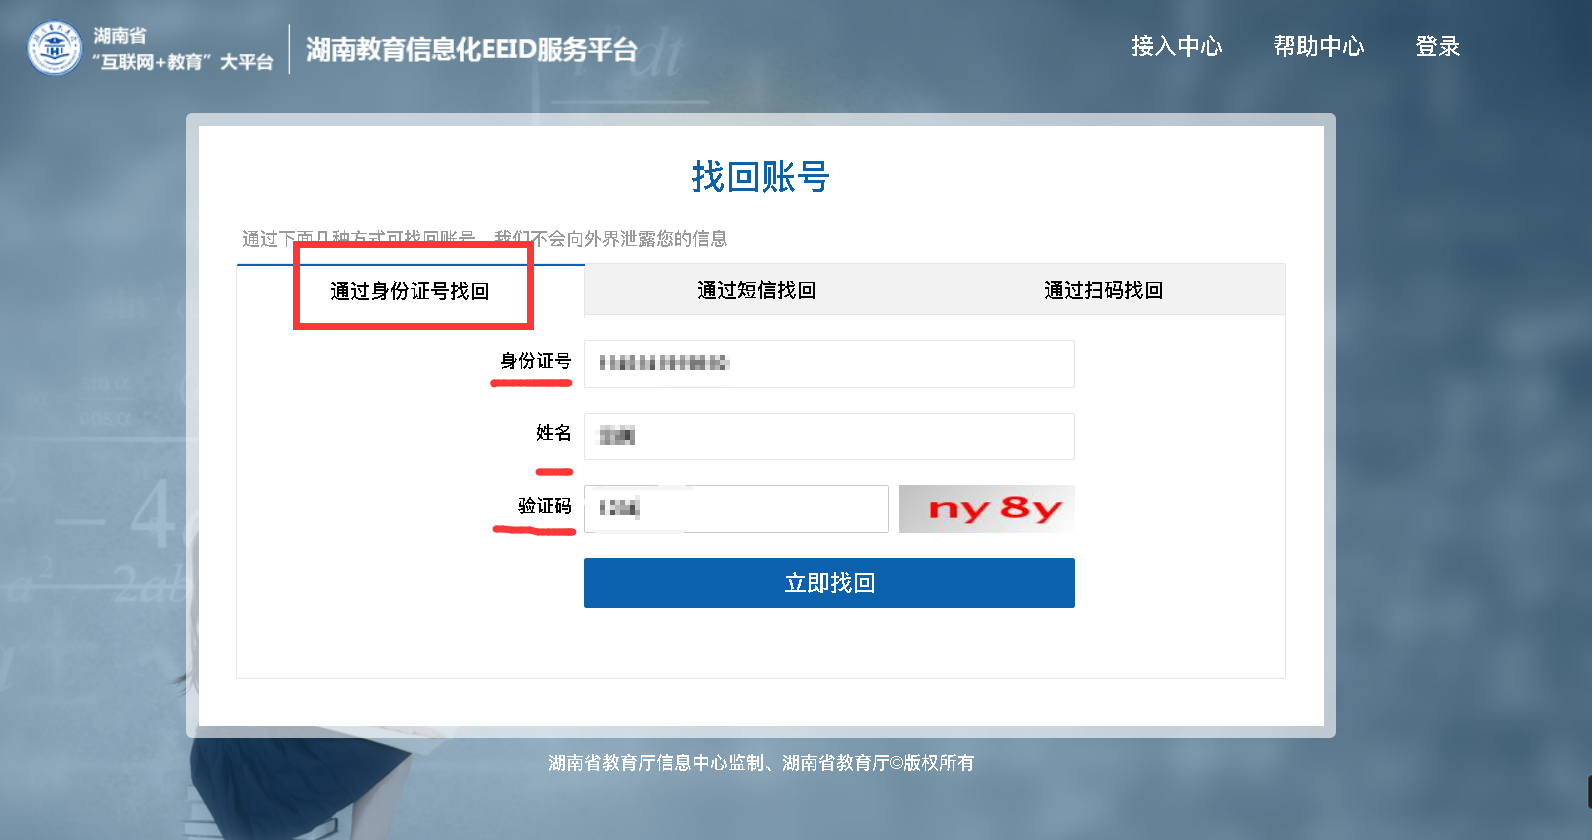 湖南省
“互联网+教育”大平台
湖南教育信息化EEID服务平台
接入中心 帮助中心 登录
找回账号
通过下面几种方式可找回账号，我们不会向外界泄露您的信息
通过身份证号找回 通过短信找回 通过扫码找回
身份证号
姓名
验证码 ny8y
立即找回
湖南省教育厅信息中心监制、湖南省教育厅©版权所有